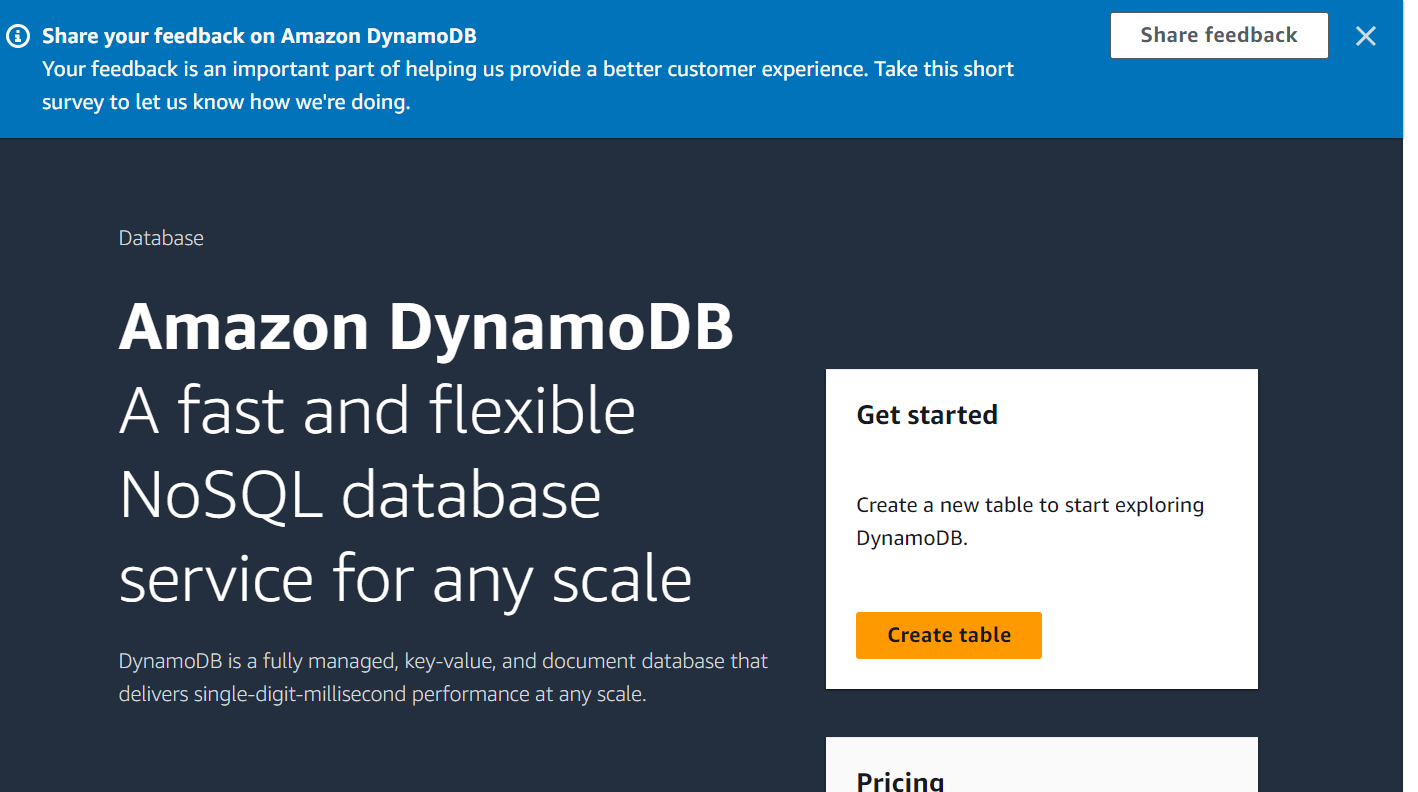 Share your feedback on Amazon DynamoDB
Your feedback is an important part of helping us provide a better customer experience. Take this short
survey to let us know how we're doing.
Share feedback
Database
Amazon DynamoDB
A fast and flexible
NoSQL database
service for any scale
DynamoDB is a fully managed, key-value, and document database that
delivers single-digit-millisecond performance at any scale.
Get started
Create a new table to start exploring
DynamoDB.
Create table
Pricing